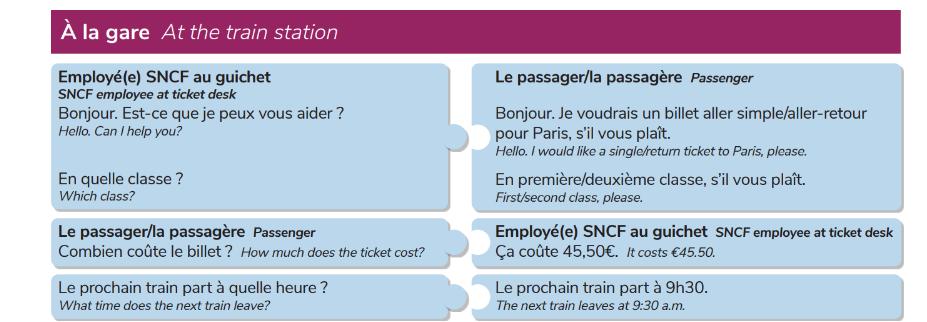 À la gare At the train station
Employé(e) SNCF au guichet
SNCF employee at ticket desk
Bonjour. Est-ce que je peux vous aider ?
Hello. Can I help you?
En quelle classe ?
Which class?
Le passager/la passagère Passenger
Bonjour. Je voudrais un billet aller simple/aller-retour
pour Paris, s’il vous plaît.
Hello. I would like a single/return ticket to Paris, please.
En première/deuxième classe, s’il vous plaît.
First/second class, please.
Le passager/la passagère Passenger
Combien coûte le billet ? How much does the ticket cost?
Employé(e) SNCF au guichet SNCF employee at ticket desk
Ça coûte 45,50€. It costs €45.50.
Le prochain train part à quelle heure ?
What time does the next train leave?
Le prochain train part à 9h30.
The next train leaves at 9:30 a.m.